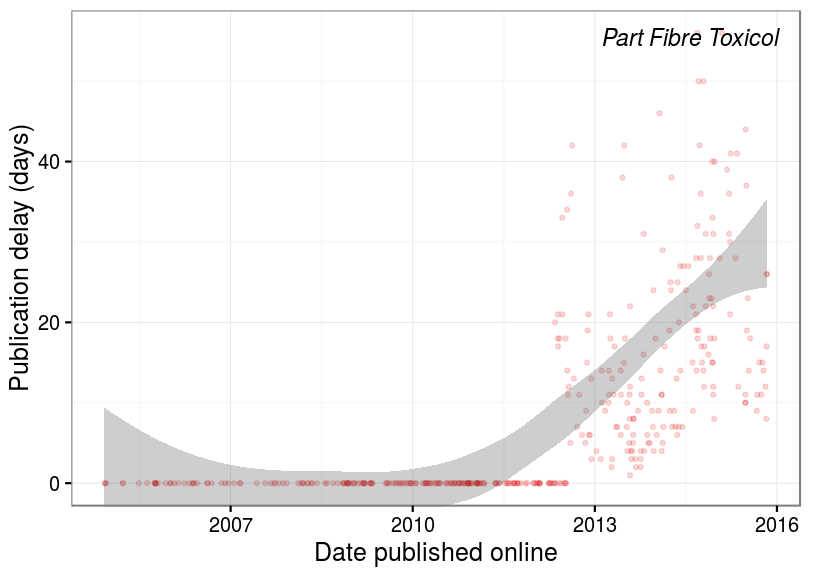 Part Fibre Toxicol
Publication delay (days)
40
20
0
2007 2010 2013 2016
Date published online